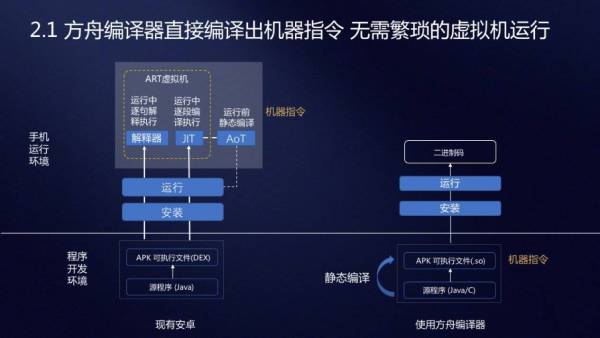 2.1 方舟编译器直接编译出机器指令 无需繁琐的虚拟机运行
ART虚拟机
运行中
逐句解
释执行
运行中
逐段编
译执行
运行前
静态编译
机器指令
解释器
JIT
AoT
手机
运行
环境
二进制码
运行
运行
安装
安装
程序
开发
环境
APK 可执行文件(DEX)
源程序 (Java)
静态编译
APK 可执行文件(.so)
机器指令
源程序 (Java/C)
现有安卓
使用方舟编译器